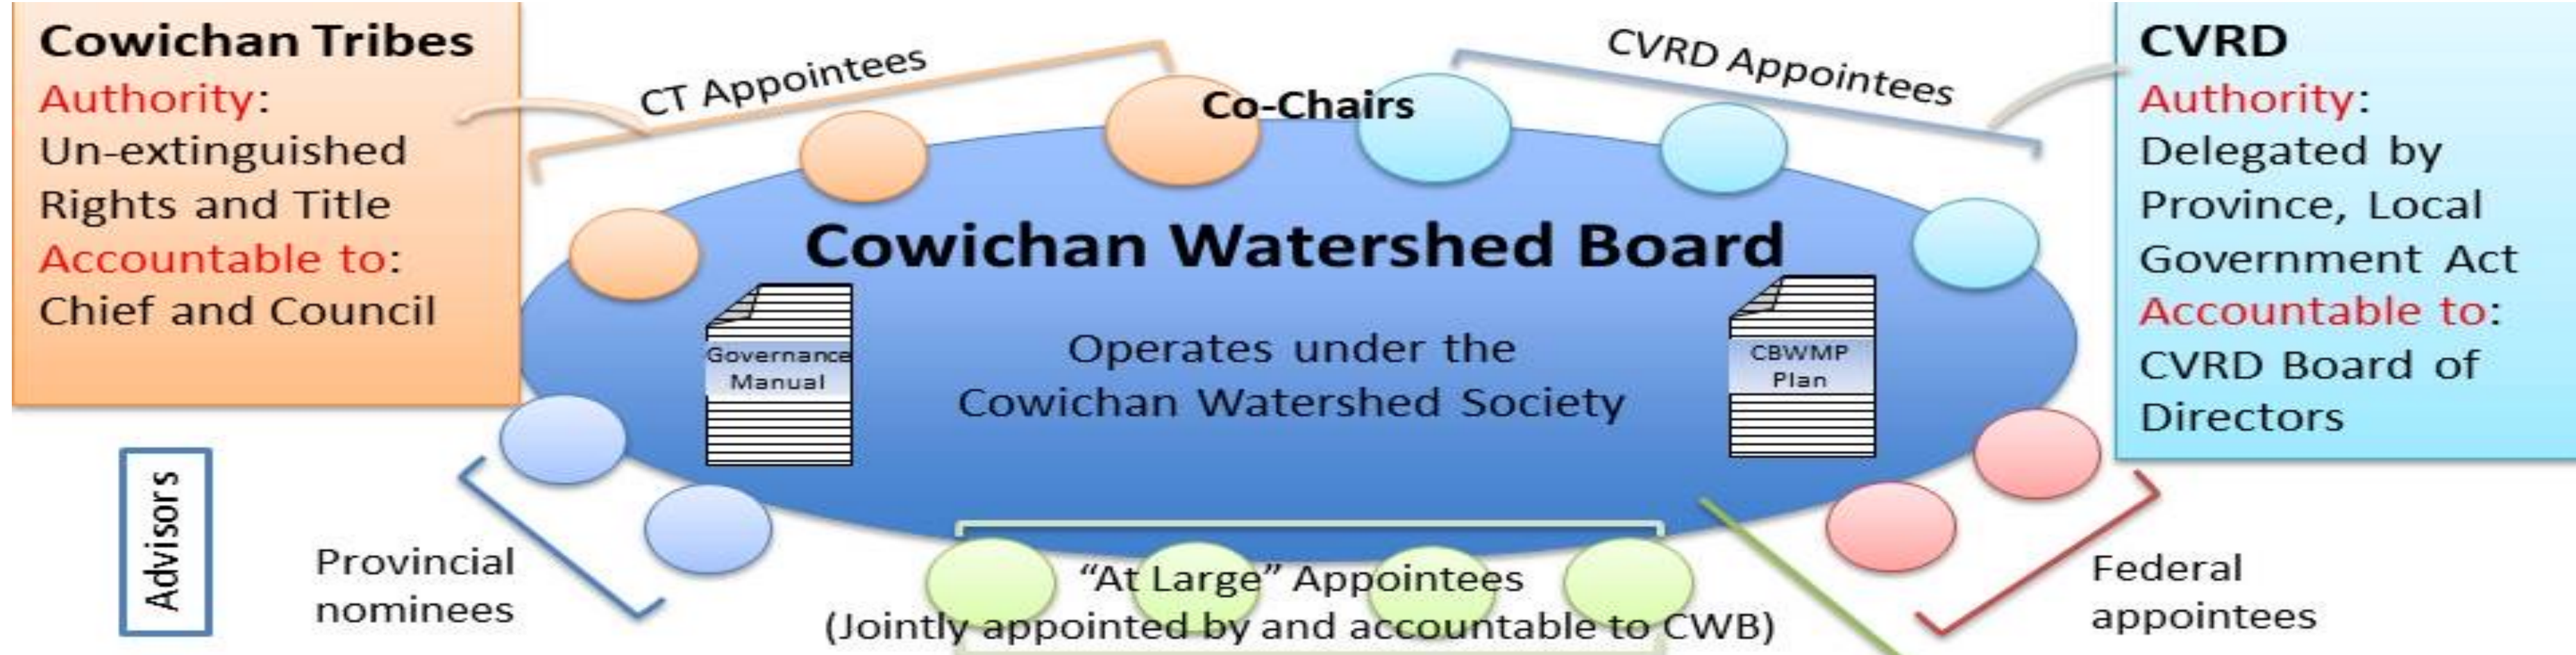 Cowichan Tribes
Authority:
Un-extinguished
Rights and Title
Accountable to:
Chief and Council
CT Appointees
Co-Chairs
CVRD Appointees
CVRD
Authority:
Delegated by
Province, Local
Government Act
Accountable to:
CVRD Board of
Directors
Cowichan Watershed Board
Operates under the
Cowichan Watershed Society
Governance
Manual
CBWMP
Plan
Advisors
Provincial
nominees
“At Large” Appointees
(Jointly appointed by and accountable to CWB)
Federal
appointees